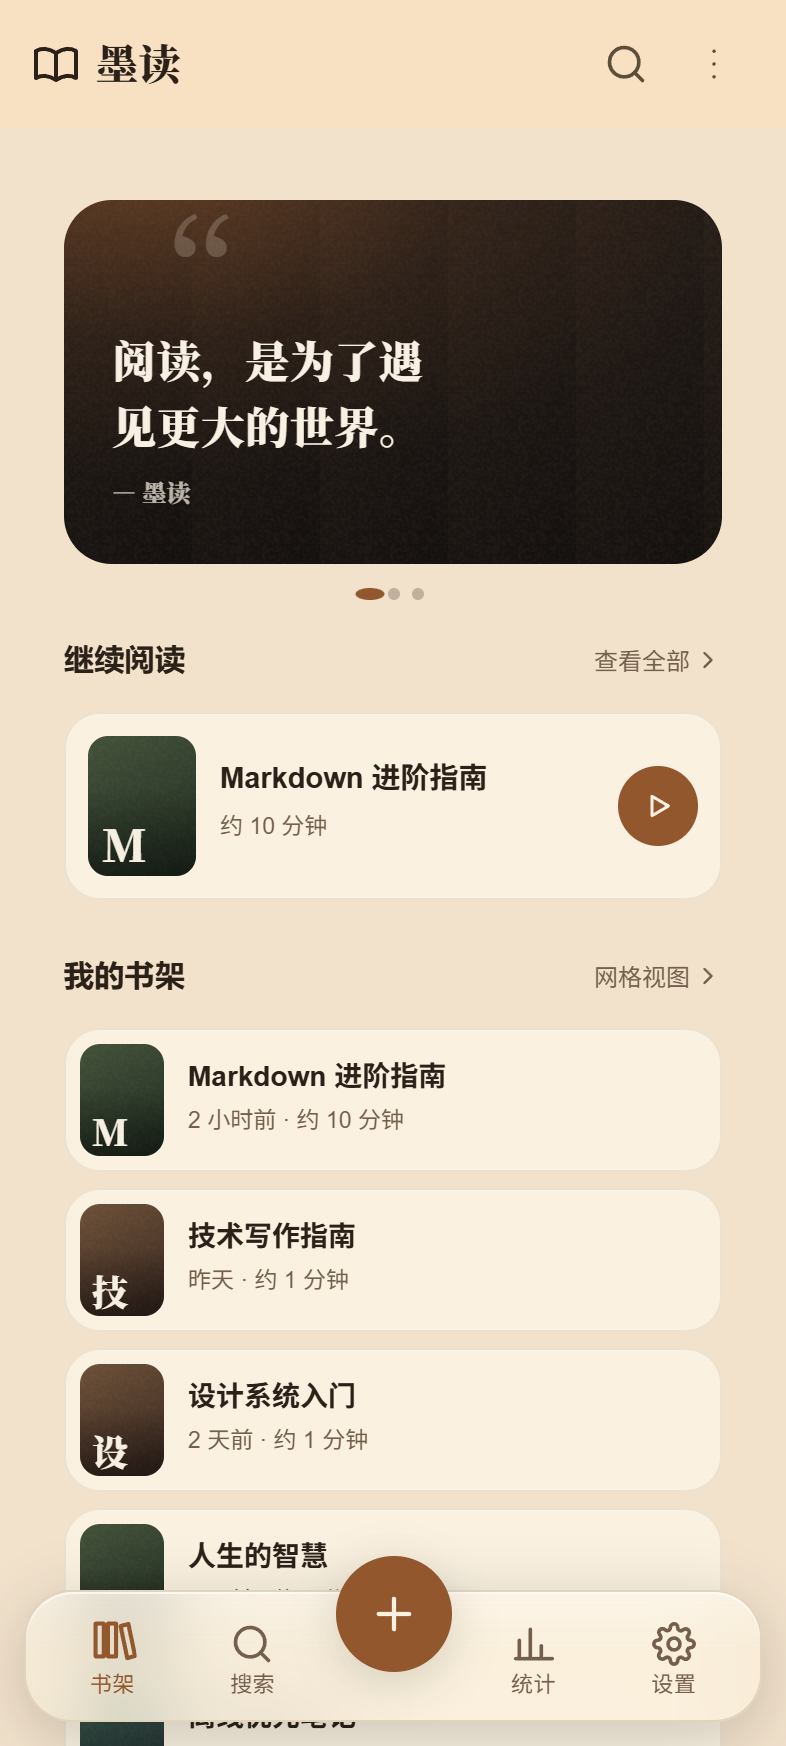 墨读
“
阅读，是为了遇
见更大的世界。
— 墨读
继续阅读
查看全部
M
Markdown 进阶指南
约 10 分钟
我的书架
网格视图
M
Markdown 进阶指南
2 小时前 · 约 10 分钟
技
技术写作指南
昨天 · 约 1 分钟
设
设计系统入门
2 天前 · 约 1 分钟
人生的智慧
书架
搜索
统计
设置